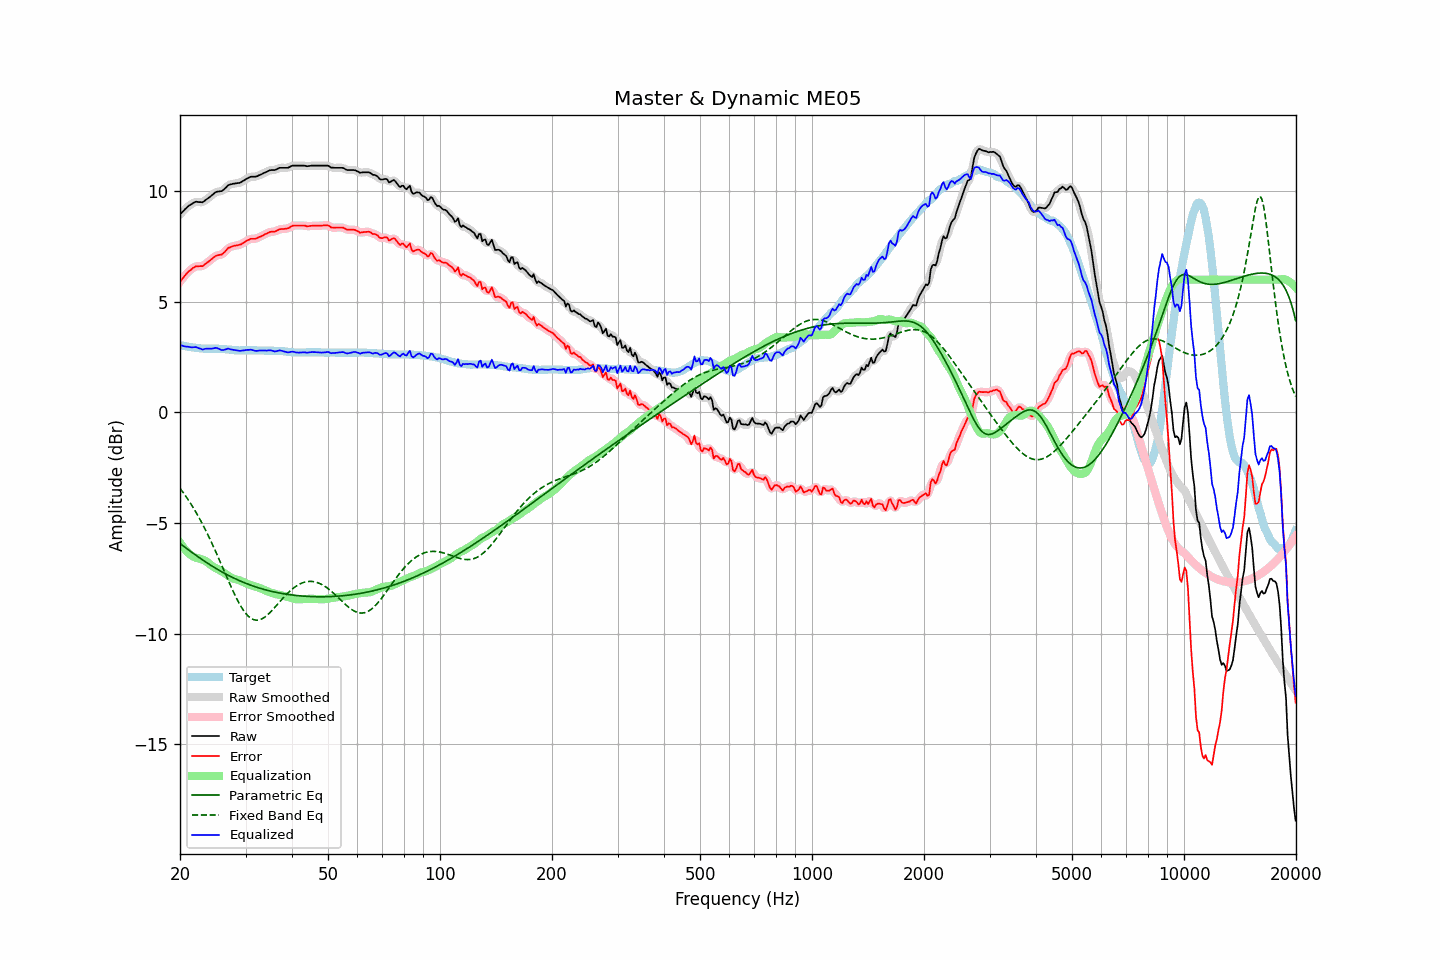 Master & Dynamic ME05
Amplitude (dBr)
10
5
0
−5
−10
−15
Target
Raw Smoothed
Error Smoothed
Raw
Error
Equalization
Parametric Eq
Fixed Band Eq
Equalized
20 50 100 200 500 1000 2000 5000 10000 20000
Frequency (Hz)